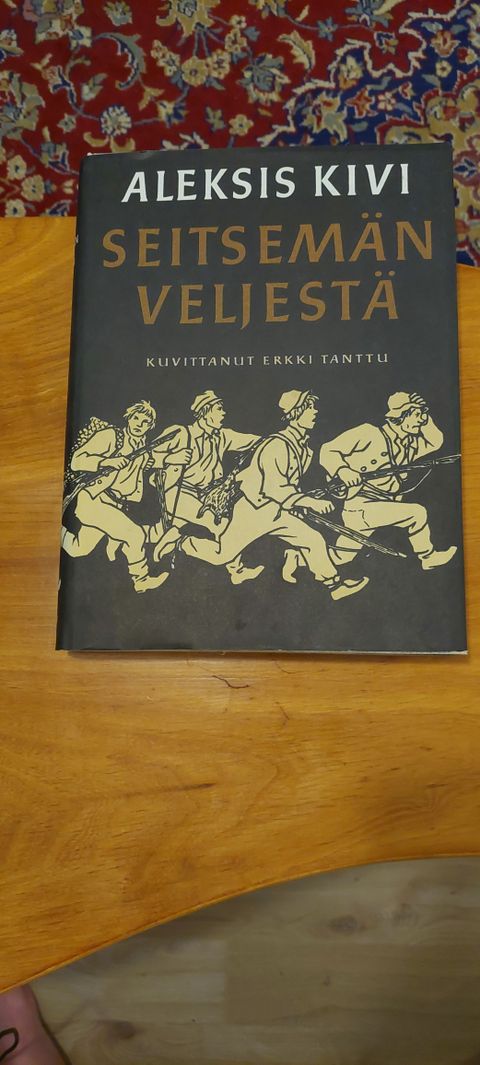 ALEKSIS KIVI
SEITSEMÄN
VELJESTÄ
KUVITTANUT ERKKI TANTTU